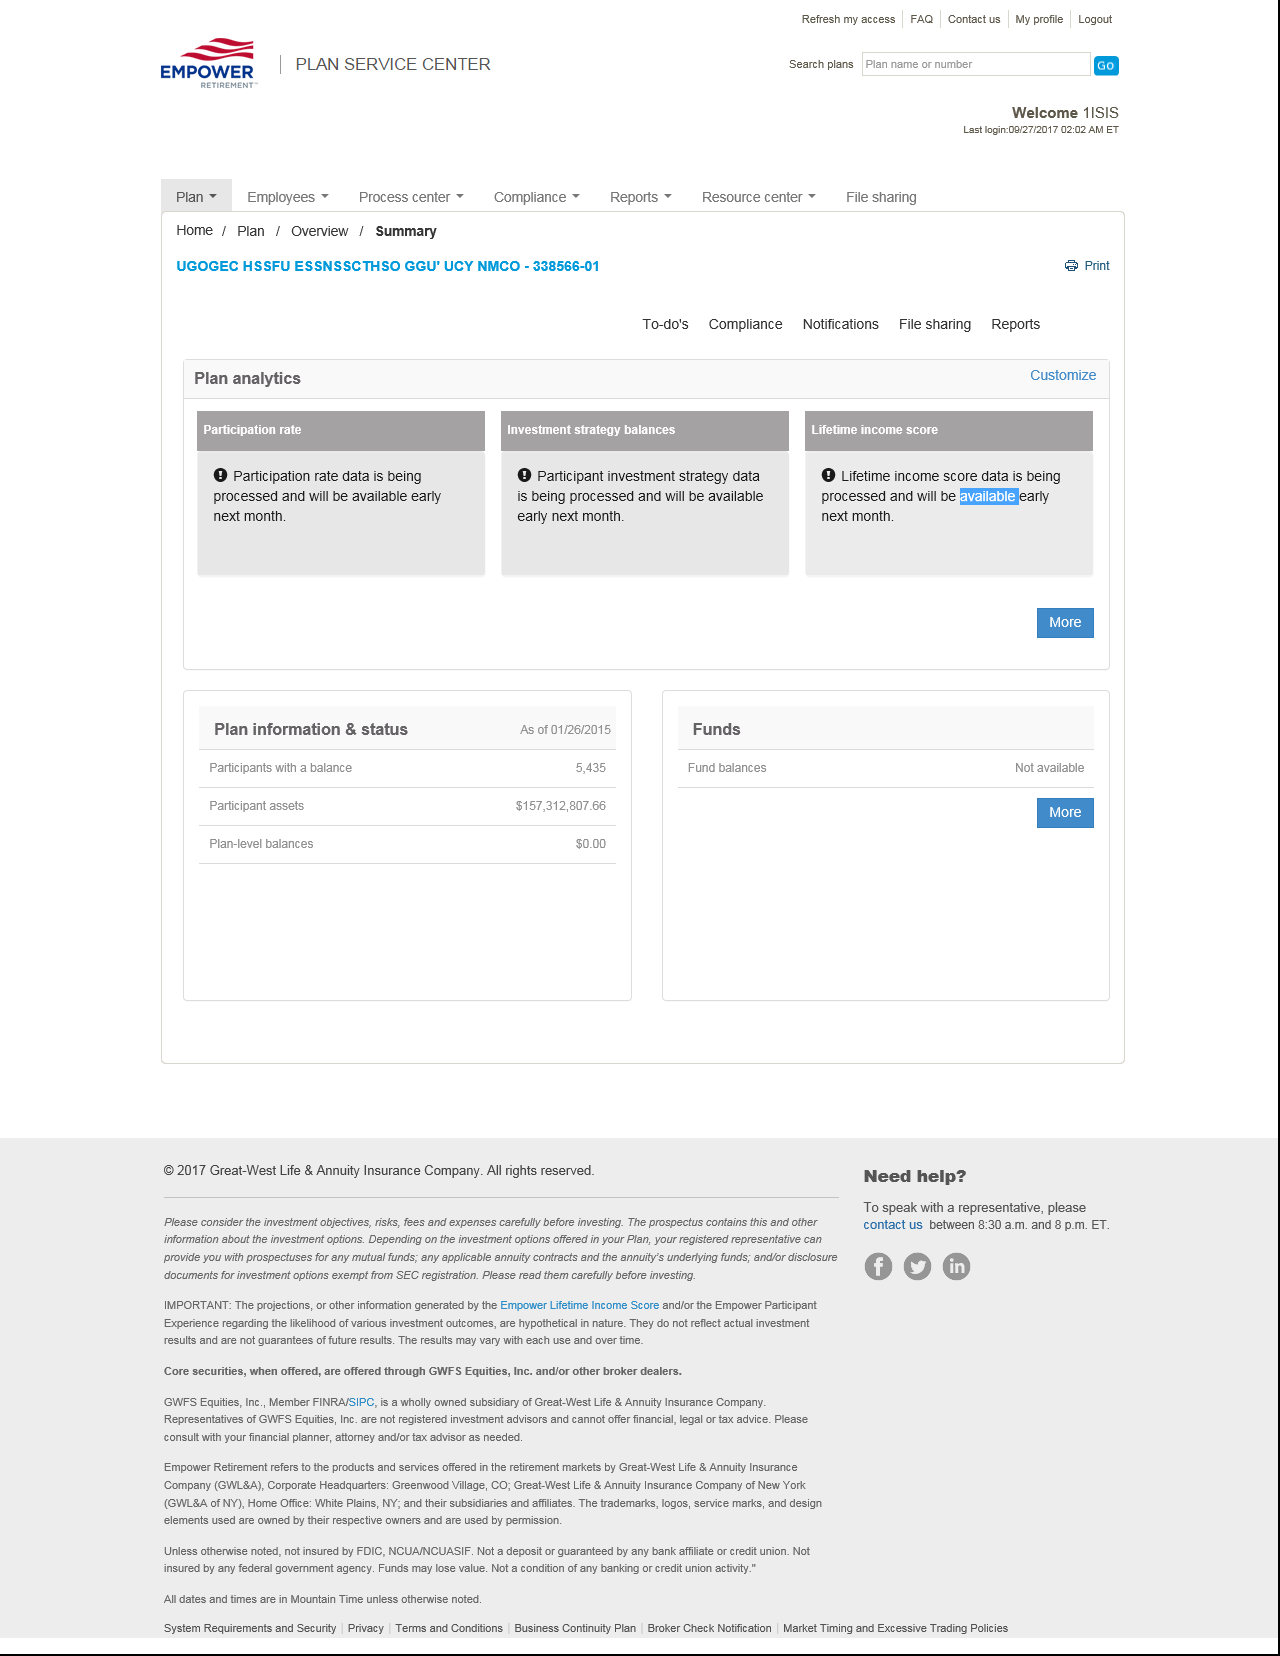 Refresh my access FAQ Contact us My profile Logout
EMPOWER
RETIREMENT™
PLAN SERVICE CENTER
Search plans Plan name or number GO
Welcome 1ISIS
Last login:09/27/2017 02:02 AM ET
Plan Employees Process center Compliance Reports Resource center File sharing
Home / Plan / Overview / Summary
UGOGEC HSSFU ESSNSSCTHSO GGU' UCY NMCO - 338566-01
Print
To-do's Compliance Notifications File sharing Reports
Plan analytics
Customize
Participation rate
Participation rate data is being
processed and will be available early
next month.
Investment strategy balances
Participant investment strategy data
is being processed and will be available
early next month.
Lifetime income score
Lifetime income score data is being
processed and will be available early
next month.
More
Plan information & status As of 01/26/2015
Participants with a balance 5,435
Participant assets $157,312,807.66
Plan-level balances $0.00
Funds
Fund balances Not available
More
© 2017 Great-West Life & Annuity Insurance Company. All rights reserved.
Please consider the investment objectives, risks, fees and expenses carefully before investing. The prospectus contains this and other
information about the investment options. Depending on the investment options offered in your Plan, your registered representative can
provide you with prospectuses for any mutual funds; any applicable annuity contracts and the annuity's underlying funds; and/or disclosure
documents for investment options exempt from SEC registration. Please read them carefully before investing.
IMPORTANT: The projections, or other information generated by the Empower Lifetime Income Score and/or the Empower Participant
Experience regarding the likelihood of various investment outcomes, are hypothetical in nature. They do not reflect actual investment
results and are not guarantees of future results. The results may vary with each use and over time.
Core securities, when offered, are offered through GWFS Equities, Inc. and/or other broker dealers.
GWFS Equities, Inc., Member FINRA/SIPC, is a wholly owned subsidiary of Great-West Life & Annuity Insurance Company.
Representatives of GWFS Equities, Inc. are not registered investment advisors and cannot offer financial, legal or tax advice. Please
consult with your financial planner, attorney and/or tax advisor as needed.
Empower Retirement refers to the products and services offered in the retirement markets by Great-West Life & Annuity Insurance
Company (GWL&A), Corporate Headquarters: Greenwood Village, CO; Great-West Life & Annuity Insurance Company of New York
(GWL&A of NY), Home Office: White Plains, NY; and their subsidiaries and affiliates. The trademarks, logos, service marks, and design
elements used are owned by their respective owners and are used by permission.
Unless otherwise noted, not insured by FDIC, NCUA/NCUASIF. Not a deposit or guaranteed by any bank affiliate or credit union. Not
insured by any federal government agency. Funds may lose value. Not a condition of any banking or credit union activity."
All dates and times are in Mountain Time unless otherwise noted.
Need help?
To speak with a representative, please
contact us between 8:30 a.m. and 8 p.m. ET.
System Requirements and Security | Privacy | Terms and Conditions | Business Continuity Plan | Broker Check Notification | Market Timing and Excessive Trading Policies